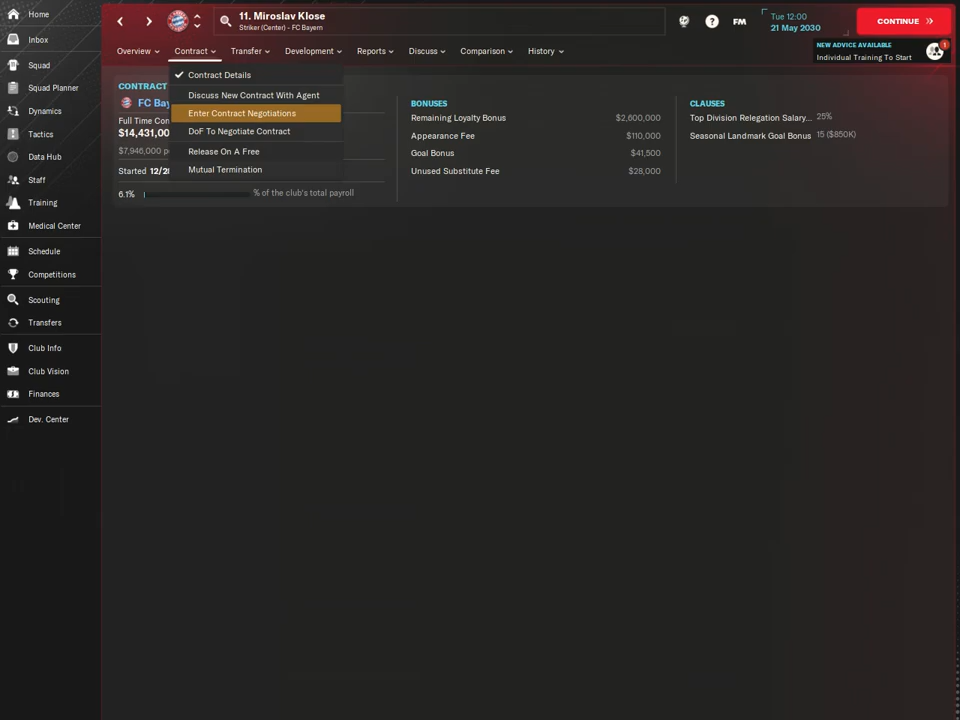 Home
Inbox
Squad
Squad Planner
Dynamics
Tactics
Data Hub
Staff
Training
Medical Center
Schedule
Competitions
Scouting
Transfers
Club Info
Club Vision
Finances
Dev. Center
11. Miroslav Klose
Striker (Center) - FC Bayern
?
FM
Tue 12:00
21 May 2030
CONTINUE
Overview
Contract
Transfer
Development
Reports
Discuss
Comparison
History
NEW ADVICE AVAILABLE
Individual Training To Start
1
Contract Details
Discuss New Contract With Agent
Enter Contract Negotiations
DoF To Negotiate Contract
Release On A Free
Mutual Termination
CONTRACT
FC Bay
Full Time Con
$14,431,00
$7,946,000 p
Started 12/2
6.1%
% of the club's total payroll
BONUSES
Remaining Loyalty Bonus $2,600,000
Appearance Fee $110,000
Goal Bonus $41,500
Unused Substitute Fee $28,000
CLAUSES
Top Division Relegation Salary... 25%
Seasonal Landmark Goal Bonus 15 ($850K)